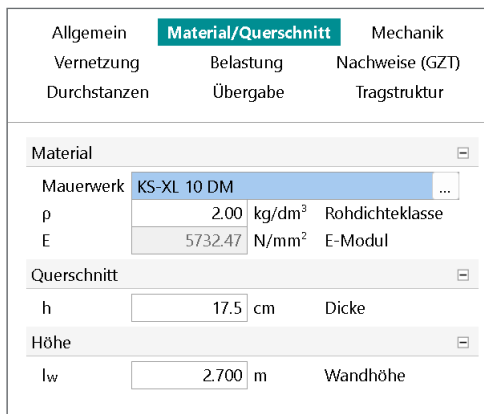 Allgemein Material/Querschnitt Mechanik
Vernetzung Belastung Nachweise (GZT)
Durchstanzen Übergabe Tragstruktur
Material
Mauerwerk KS-XL 10 DM ...
ρ 2.00 kg/dm³ Rohdichteklasse
E 5732.47 N/mm² E-Modul
Querschnitt
h 17.5 cm Dicke
Höhe
lw 2.700 m Wandhöhe